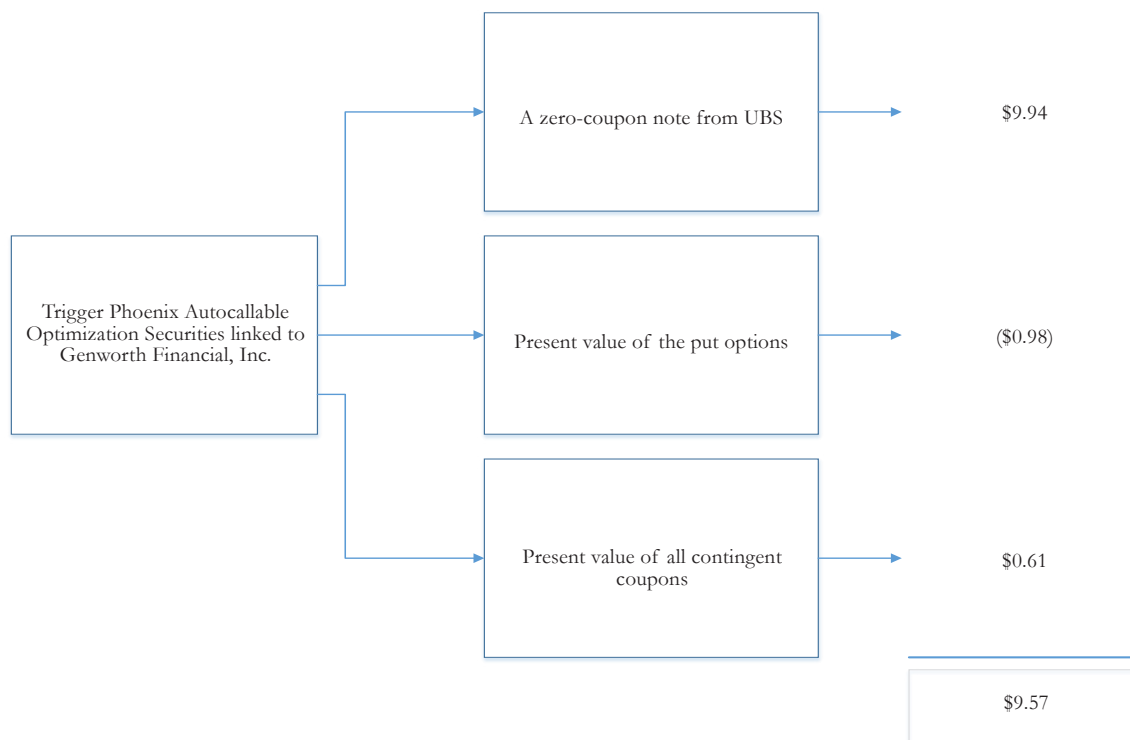 A zero-coupon note from UBS
$9.94
Trigger Phoenix Autocallable
Optimization Securities linked to
Genworth Financial, Inc.
Present value of the put options
($0.98)
Present value of all contingent
coupons
$0.61
$9.57